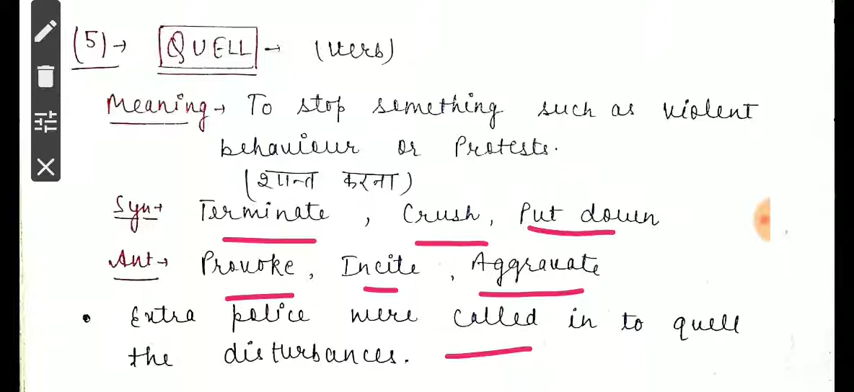 (5)→ QUELL → (Verb)
Meaning → To stop something such as violent
behaviour or Protests.
(शान्त करना)
Syn→ Terminate, Crush, Put down
Ant→ Provoke, Incite, Aggravate
• Extra police were called in to quell
the disturbances.